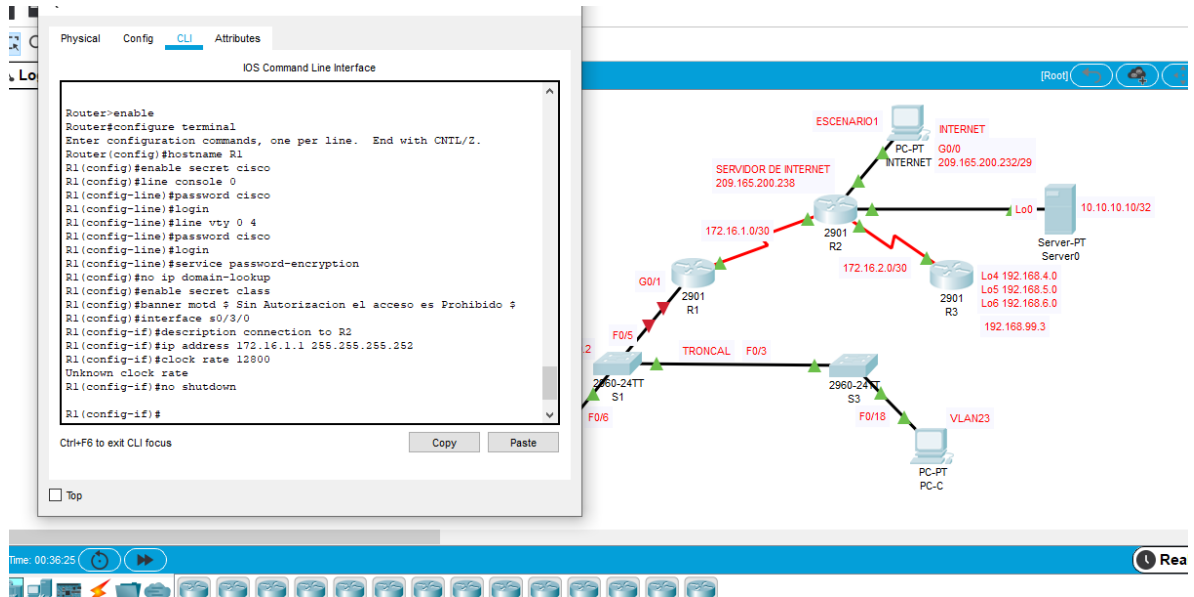 Physical Config CLI Attributes
IOS Command Line Interface
Router>enable
Router#configure terminal
Enter configuration commands, one per line. End with CNTL/Z.
Router(config)#hostname R1
R1(config)#enable secret cisco
R1(config)#line console 0
R1(config-line)#password cisco
R1(config-line)#login
R1(config-line)#line vty 0 4
R1(config-line)#password cisco
R1(config-line)#login
R1(config-line)#service password-encryption
R1(config)#no ip domain-lookup
R1(config)#enable secret class
R1(config)#banner motd $ Sin Autorizacion el acceso es Prohibido $
R1(config)#interface s0/3/0
R1(config-if)#description connection to R2
R1(config-if)#ip address 172.16.1.1 255.255.255.252
R1(config-if)#clock rate 12800
Unknown clock rate
R1(config-if)#no shutdown
R1(config-if)#
Ctrl+F6 to exit CLI focus
Copy Paste
Top
[Root]
ESCENARIO1
INTERNET
PC-PT
INTERNET
G0/0
209.165.200.232/29
SERVIDOR DE INTERNET
209.165.200.238
172.16.1.0/30
2901
R2
Lo0
10.10.10.10/32
Server-PT
Server0
172.16.2.0/30
2901
R3
Lo4 192.168.4.0
Lo5 192.168.5.0
Lo6 192.168.6.0
192.168.99.3
G0/1
2901
R1
F0/5
TRONCAL F0/3
2960-24TT
S1
F0/6
2960-24TT
S3
F0/18
VLAN23
PC-PT
PC-C
Time: 00:36:25